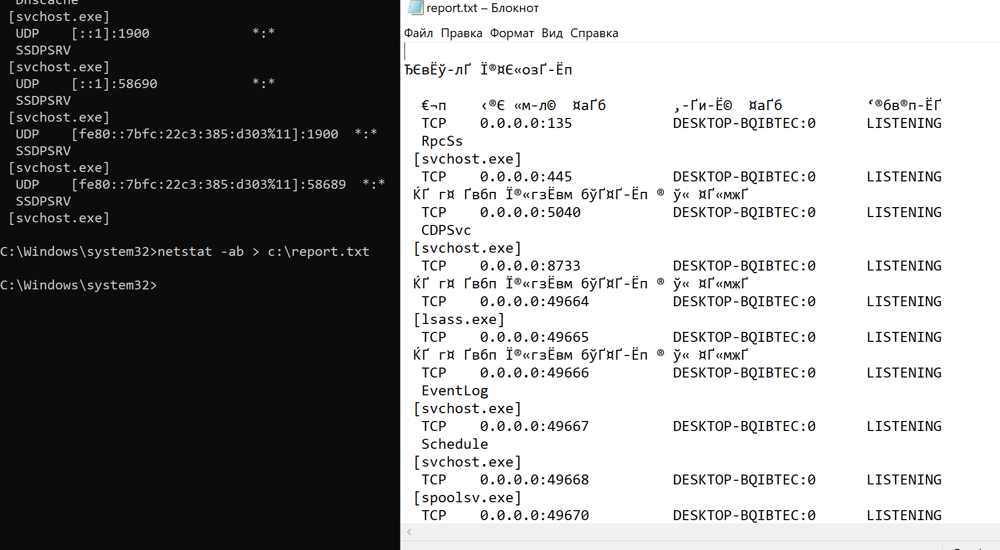 Dnscache
[svchost.exe]
UDP [::1]:1900 *:*
SSDPSRV
[svchost.exe]
UDP [::1]:58690 *:*
SSDPSRV
[svchost.exe]
UDP [fe80::7bfc:22c3:385:d303%11]:1900 *:*
SSDPSRV
[svchost.exe]
UDP [fe80::7bfc:22c3:385:d303%11]:58689 *:*
SSDPSRV
[svchost.exe]
C:\Windows\system32>netstat -ab > c:\report.txt
C:\Windows\system32>
report.txt – Блокнот
Файл Правка Формат Вид Справка
ЂЄвЁў-лҐ Ї®¤Є«озҐ-Ёп
€¬п ‹®Є «м-л© ¤аҐб ‚-Ґи-Ё© ¤аҐб ‘®бв®п-ЁҐ
TCP 0.0.0.0:135 DESKTOP-BQIBTEC:0 LISTENING
RpcSs
[svchost.exe]
TCP 0.0.0.0:445 DESKTOP-BQIBTEC:0 LISTENING
ЌҐ г¤ Ґвбп Ї®«гзЁвм бўҐ¤Ґ-Ёп ® ў« ¤Ґ«мжҐ
TCP 0.0.0.0:5040 DESKTOP-BQIBTEC:0 LISTENING
CDPSvc
[svchost.exe]
TCP 0.0.0.0:8733 DESKTOP-BQIBTEC:0 LISTENING
ЌҐ г¤ Ґвбп Ї®«гзЁвм бўҐ¤Ґ-Ёп ® ў« ¤Ґ«мжҐ
TCP 0.0.0.0:49664 DESKTOP-BQIBTEC:0 LISTENING
[lsass.exe]
TCP 0.0.0.0:49665 DESKTOP-BQIBTEC:0 LISTENING
ЌҐ г¤ Ґвбп Ї®«гзЁвм бўҐ¤Ґ-Ёп ® ў« ¤Ґ«мжҐ
TCP 0.0.0.0:49666 DESKTOP-BQIBTEC:0 LISTENING
EventLog
[svchost.exe]
TCP 0.0.0.0:49667 DESKTOP-BQIBTEC:0 LISTENING
Schedule
[svchost.exe]
TCP 0.0.0.0:49668 DESKTOP-BQIBTEC:0 LISTENING
[spoolsv.exe]
TCP 0.0.0.0:49670 DESKTOP-BQIBTEC:0 LISTENING